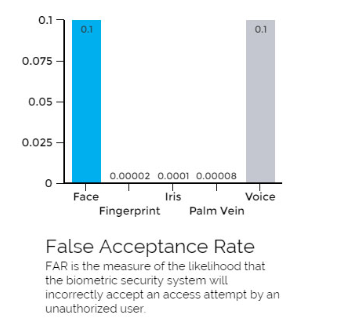 0.1
0.1 0.1
0.075
0.05
0.025
0.00002 0.0001 0.00008
0
Face Iris Voice
Fingerprint Palm Vein
False Acceptance Rate
FAR is the measure of the likelihood that
the biometric security system will
incorrectly accept an access attempt by an
unauthorized user.